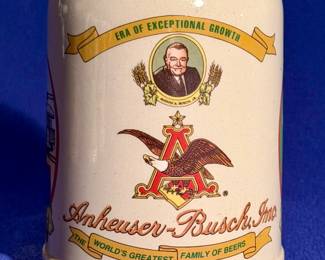 ERA OF EXCEPTIONAL GROWTH
A
®
Anheuser-Busch, Inc.
THE WORLD'S GREATEST FAMILY OF BEERS